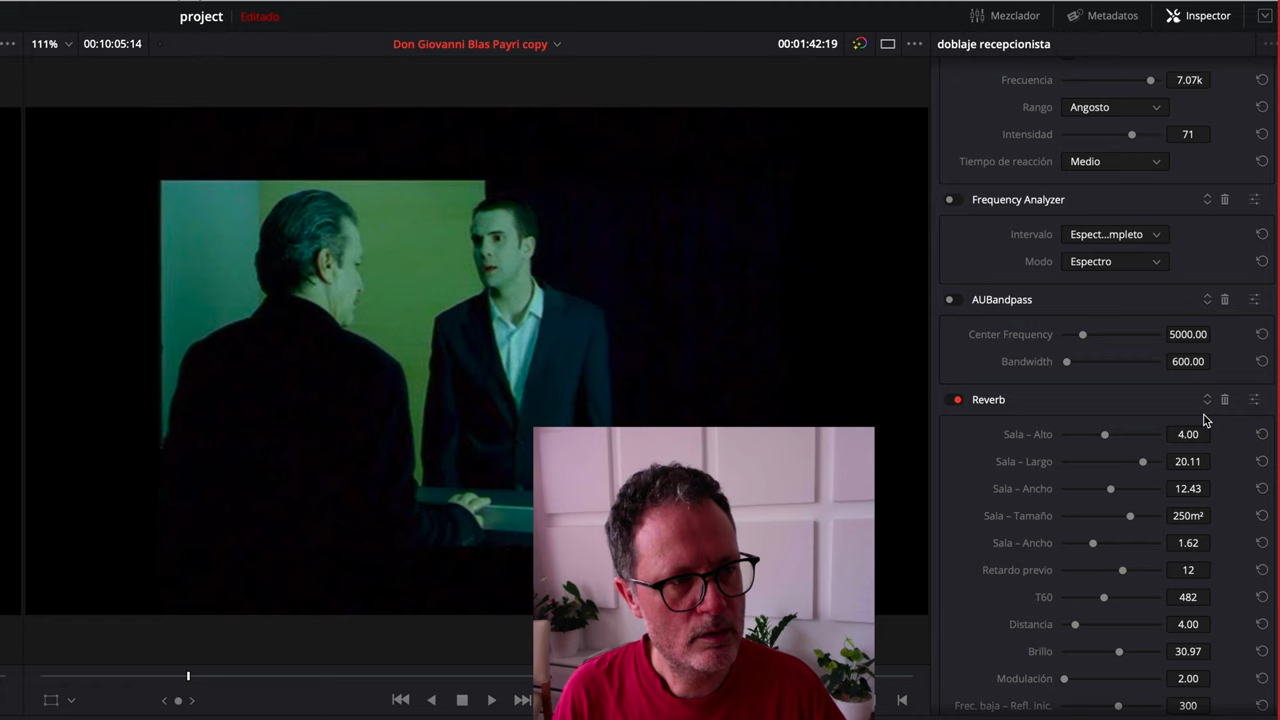 project Editado Mezclador Metadatos Inspector
111% 00:10:05:14 Don Giovanni Blas Payri copy 00:01:42:19 doblaje recepcionista
Frecuencia 7.07k
Rango Angosto
Intensidad 71
Tiempo de reacción Medio
Frequency Analyzer
Intervalo Espect...mpleto
Modo Espectro
AUBandpass
Center Frequency 5000.00
Bandwidth 600.00
Reverb
Sala – Alto 4.00
Sala – Largo 20.11
Sala – Ancho 12.43
Sala – Tamaño 250m²
Sala – Ancho 1.62
Retardo previo 12
T60 482
Distancia 4.00
Brillo 30.97
Modulación 2.00
Frec. baja – Refl. inic. 300